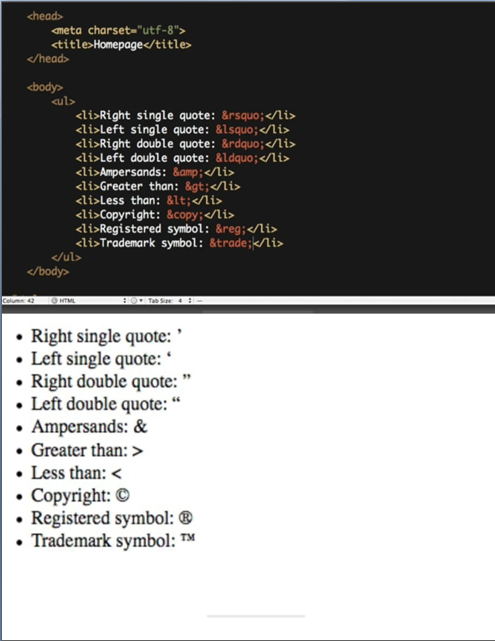 <head>
<meta charset="utf-8">
<title>Homepage</title>
</head>
<body>
<ul>
<li>Right single quote: &rsquo;</li>
<li>Left single quote: &lsquo;</li>
<li>Right double quote: &rdquo;</li>
<li>Left double quote: &ldquo;</li>
<li>Ampersands: &amp;</li>
<li>Greater than: &gt;</li>
<li>Less than: &lt;</li>
<li>Copyright: &copy;</li>
<li>Registered symbol: &reg;</li>
<li>Trademark symbol: &trade;</li>
</ul>
</body>
Column: 42 HTML Tab Size: 4 —
• Right single quote: ’
• Left single quote: ‘
• Right double quote: ”
• Left double quote: “
• Ampersands: &
• Greater than: >
• Less than: <
• Copyright: ©
• Registered symbol: ®
• Trademark symbol: ™